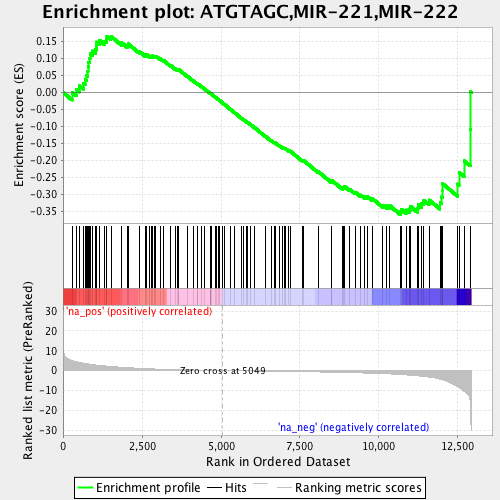 Enrichment plot: ATGTAGC,MIR-221,MIR-222
Enrichment score (ES)
0.15
0.10
0.05
0.00
-0.05
-0.10
-0.15
-0.20
-0.25
-0.30
-0.35
'na_pos' (positively correlated)
Ranked list metric (PreRanked)
30
20
10
0
-10
-20
-30
Zero cross at 5049
'na_neg' (negatively correlated)
0 2,500 5,000 7,500 10,000 12,500
Rank in Ordered Dataset
Enrichment profile Hits Ranking metric scores